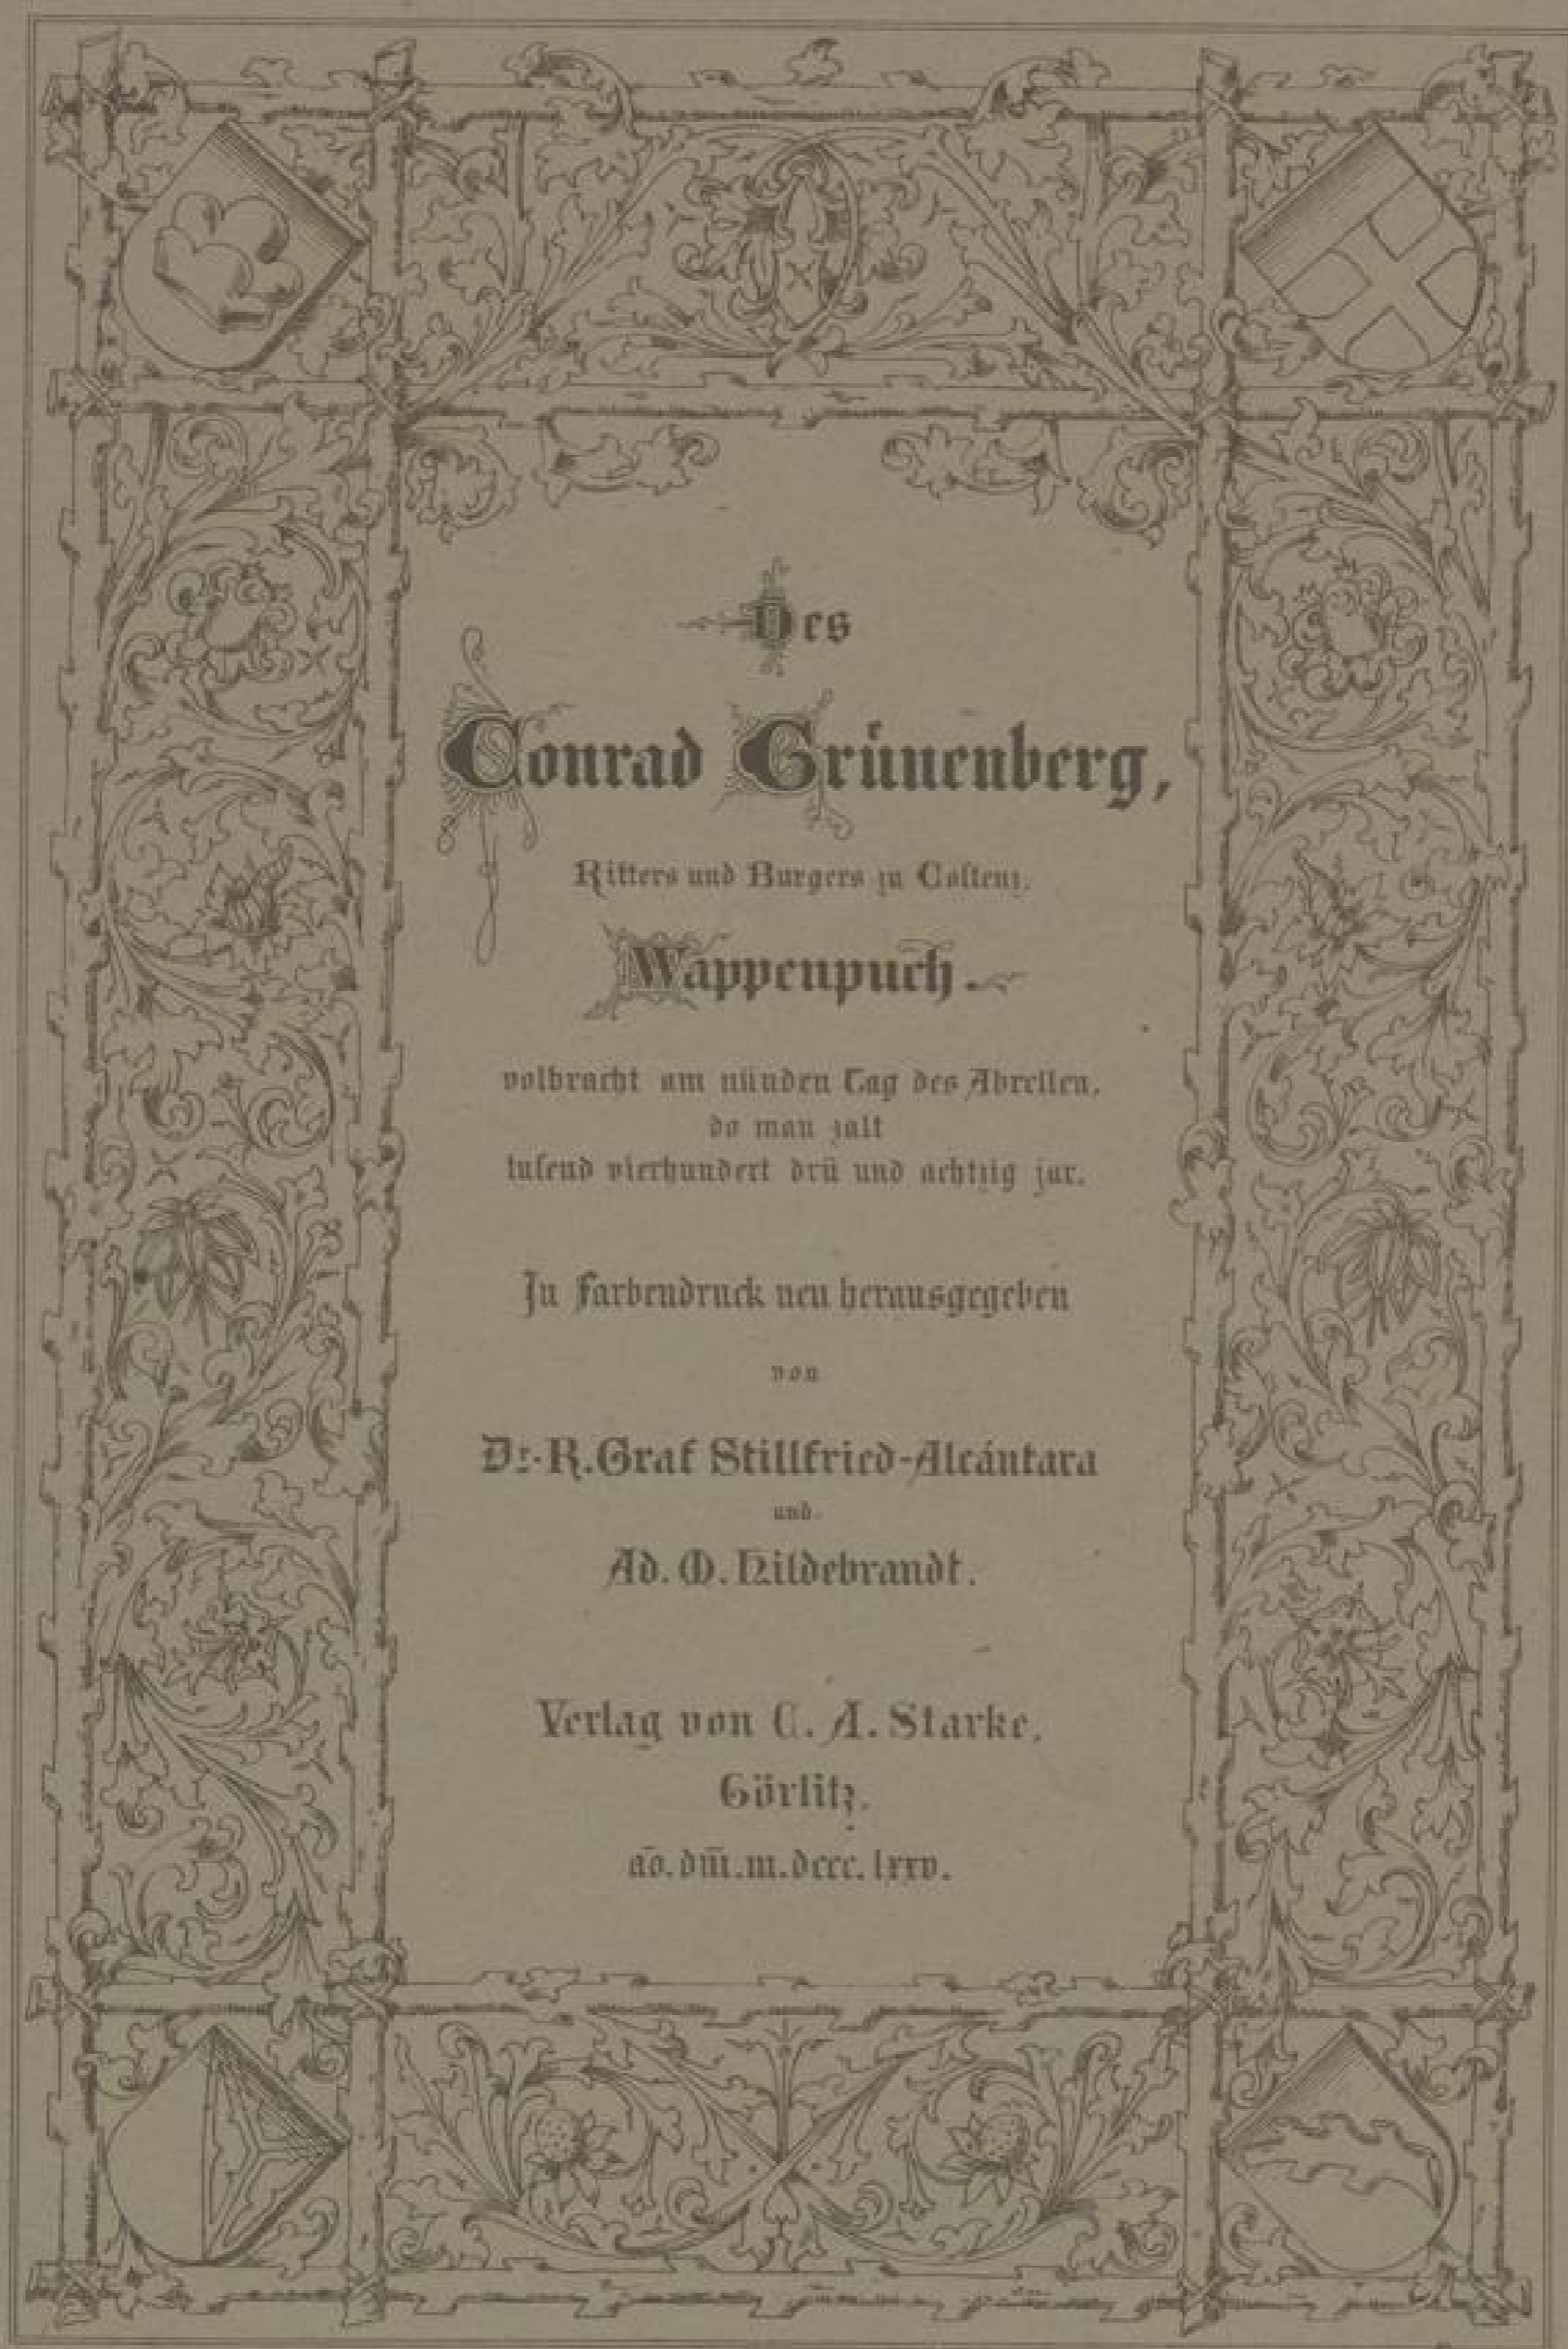 Des
Conrad Grünenberg,
Ritters und Burgers zu Costenz,
Wappenpuch.
volbracht am nünden Tag des Abrellen,
do man zalt
tusend vierhundert drü und achtzig jar.
In Farbendruck neu herausgegeben
von
Dr. R. Graf Stillfried-Alcántara
und
Ad. M. Hildebrandt.
Verlag von C. A. Starke,
Görlitz.
aō. dm̄. m. dccc. lxxv.